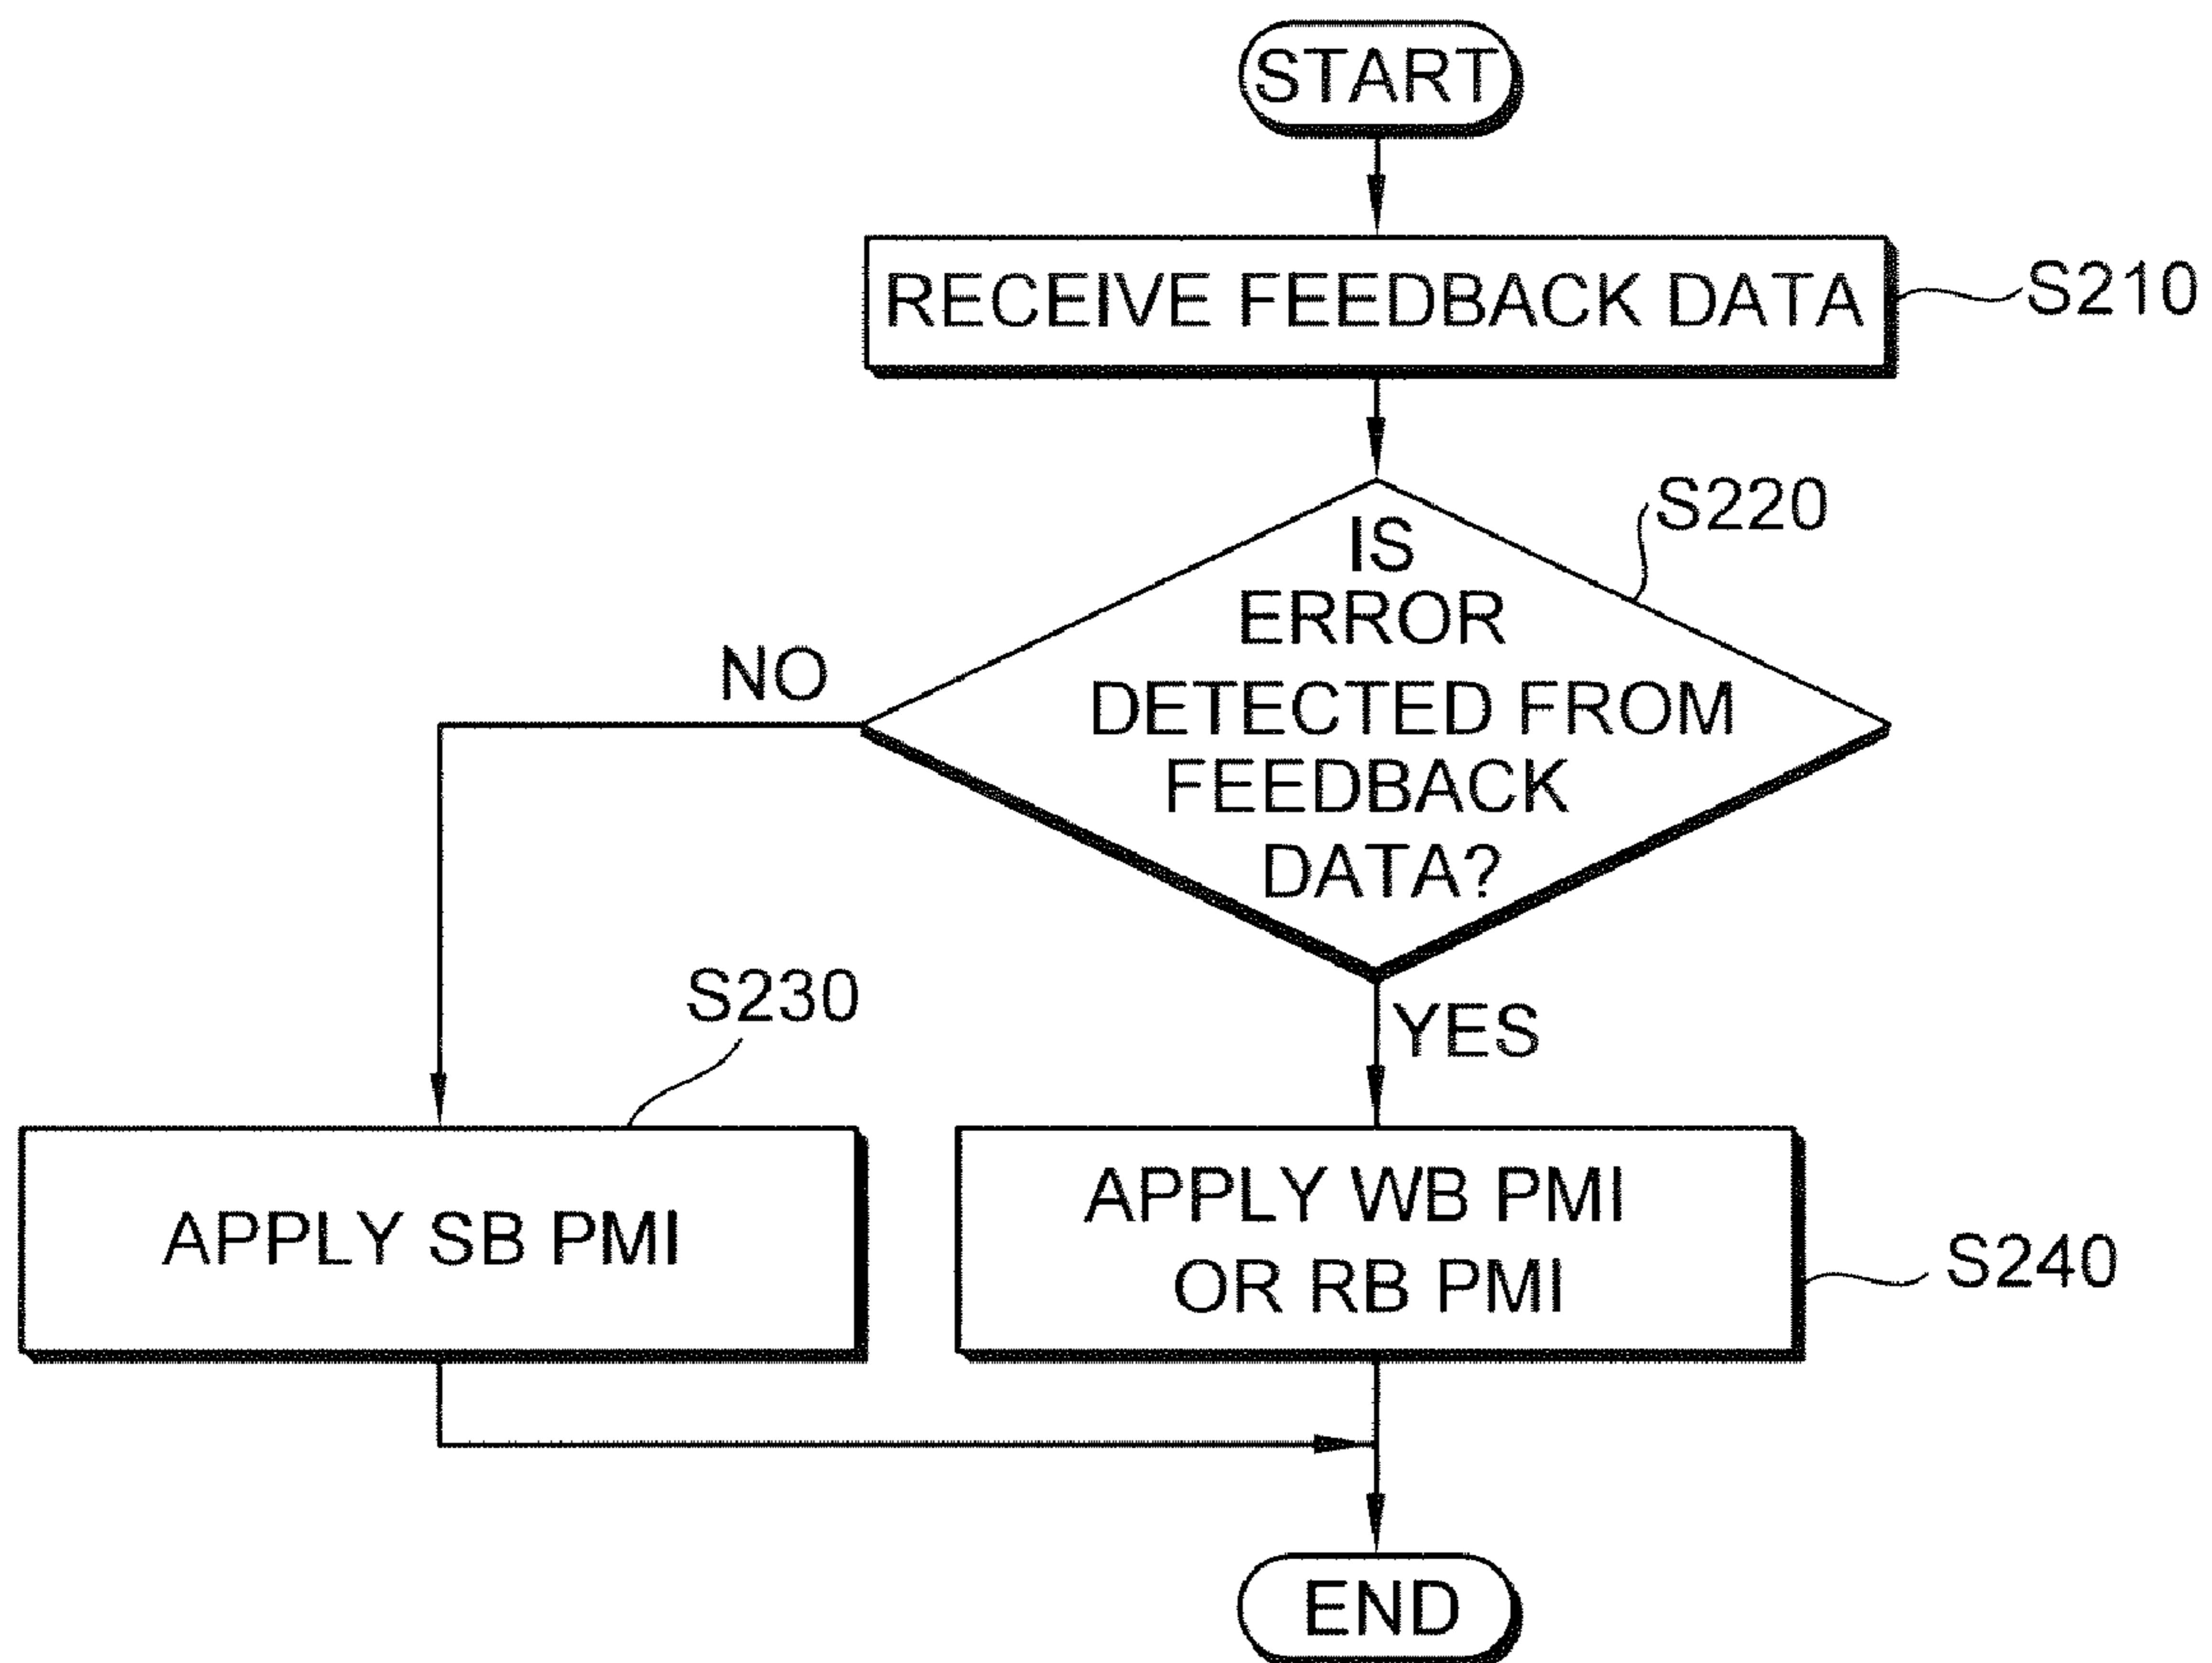 START
RECEIVE FEEDBACK DATA
S210
S220
IS
ERROR
DETECTED FROM
FEEDBACK
DATA?
NO
YES
S230
APPLY SB PMI
APPLY WB PMI
OR RB PMI
S240
END